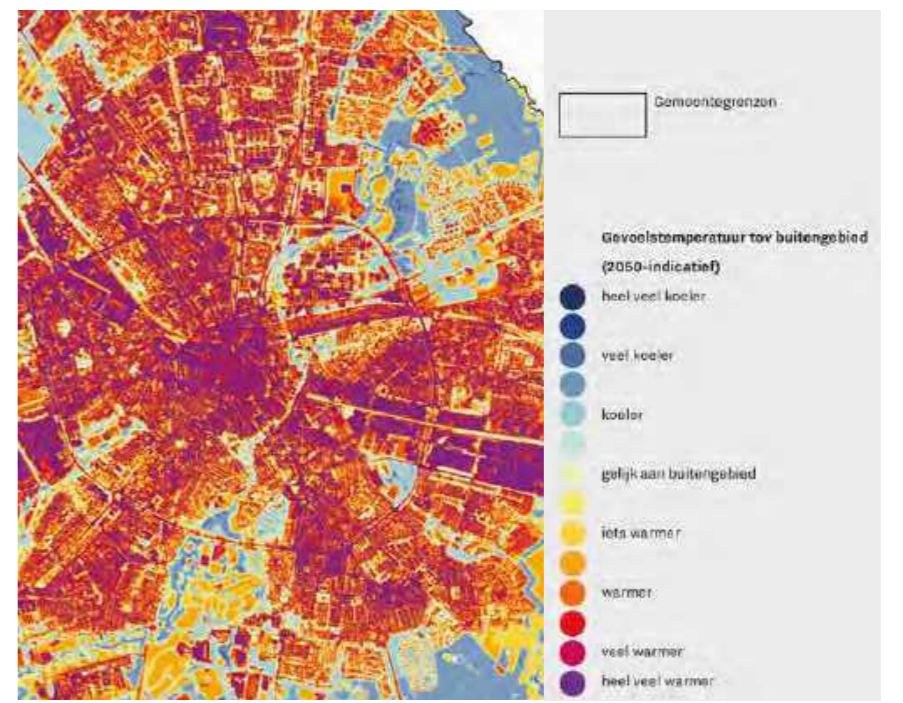 Gemeentegrenzen
Gevoelstemperatuur tov buitengebied
(2050-indicatief)
heel veel koeler
veel koeler
koeler
gelijk aan buitengebied
iets warmer
warmer
veel warmer
heel veel warmer